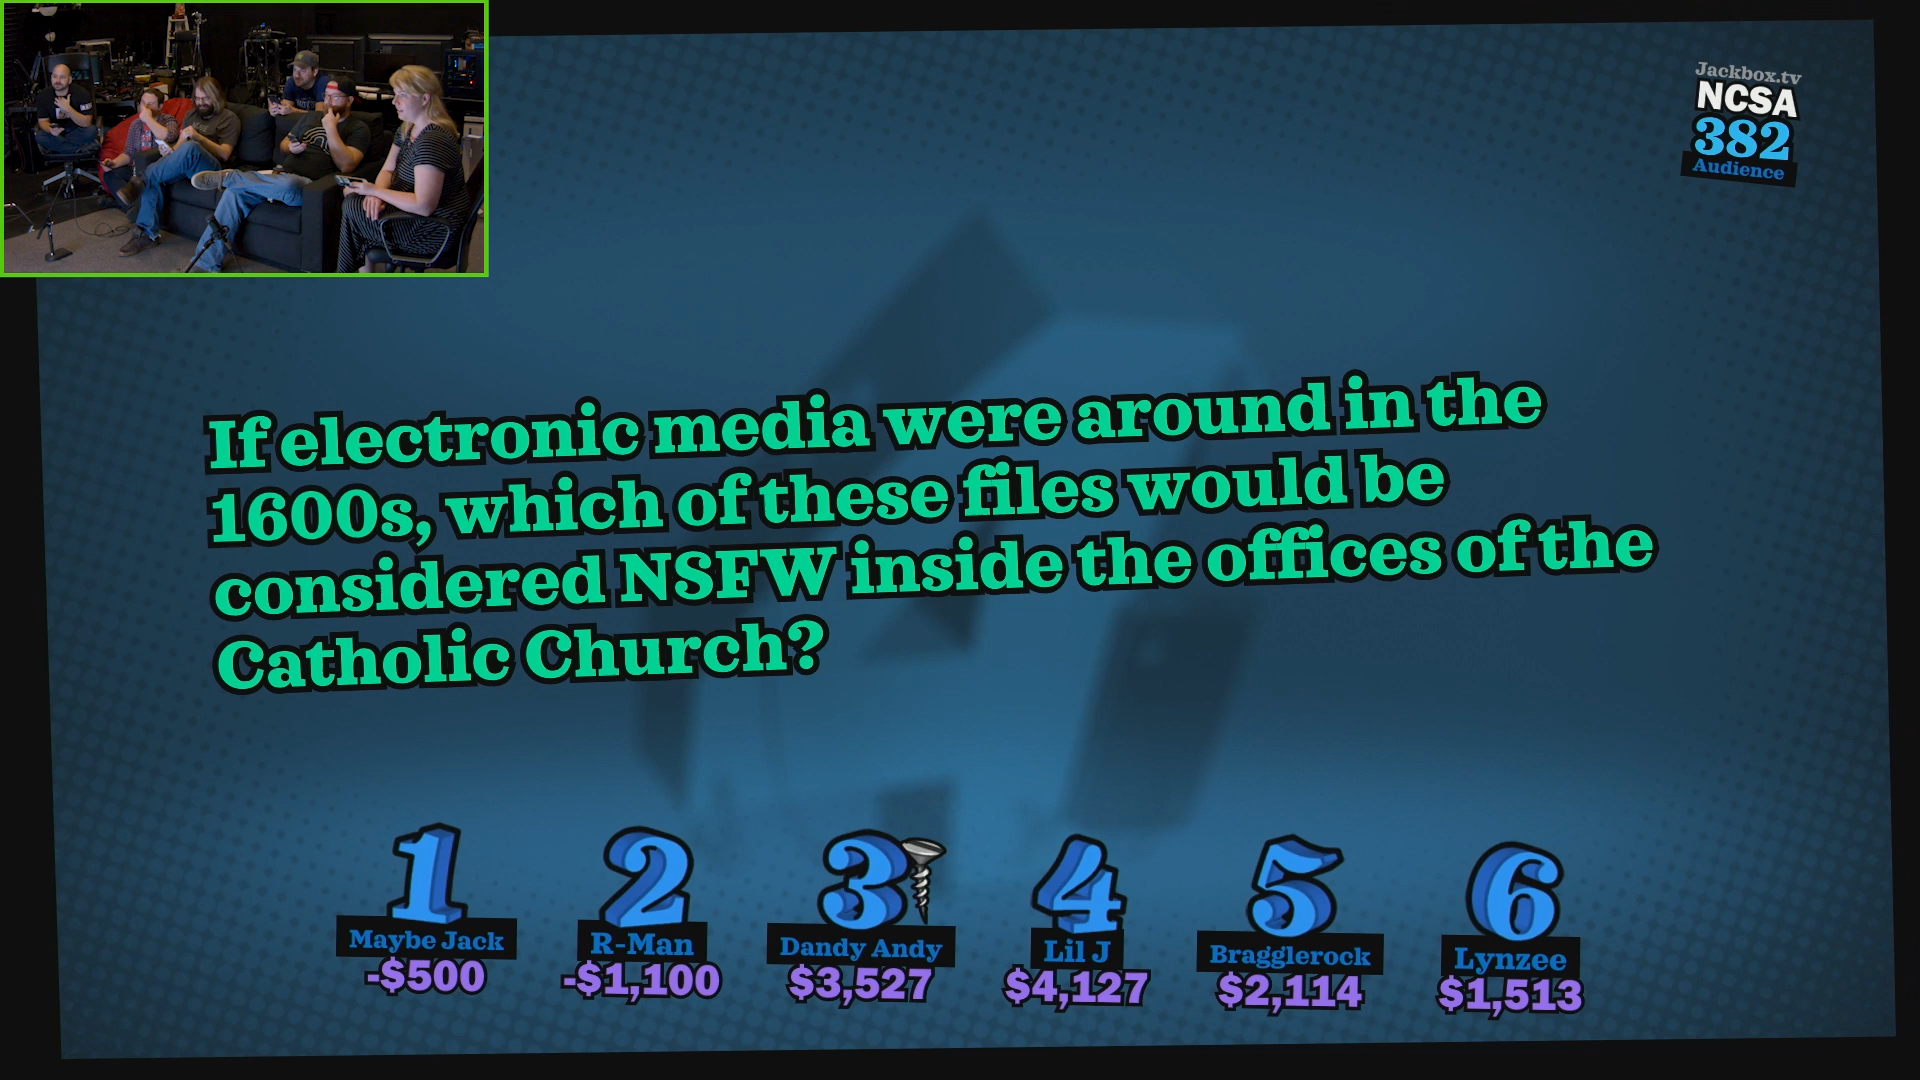 Jackbox.tv
NCSA
382
Audience
If electronic media were around in the
1600s, which of these files would be
considered NSFW inside the offices of the
Catholic Church?
1
2
3
4
5
6
Maybe Jack
R-Man
Dandy Andy
Lil J
Bragglerock
Lynzee
-$500
-$1,100
$3,527
$4,127
$2,114
$1,513